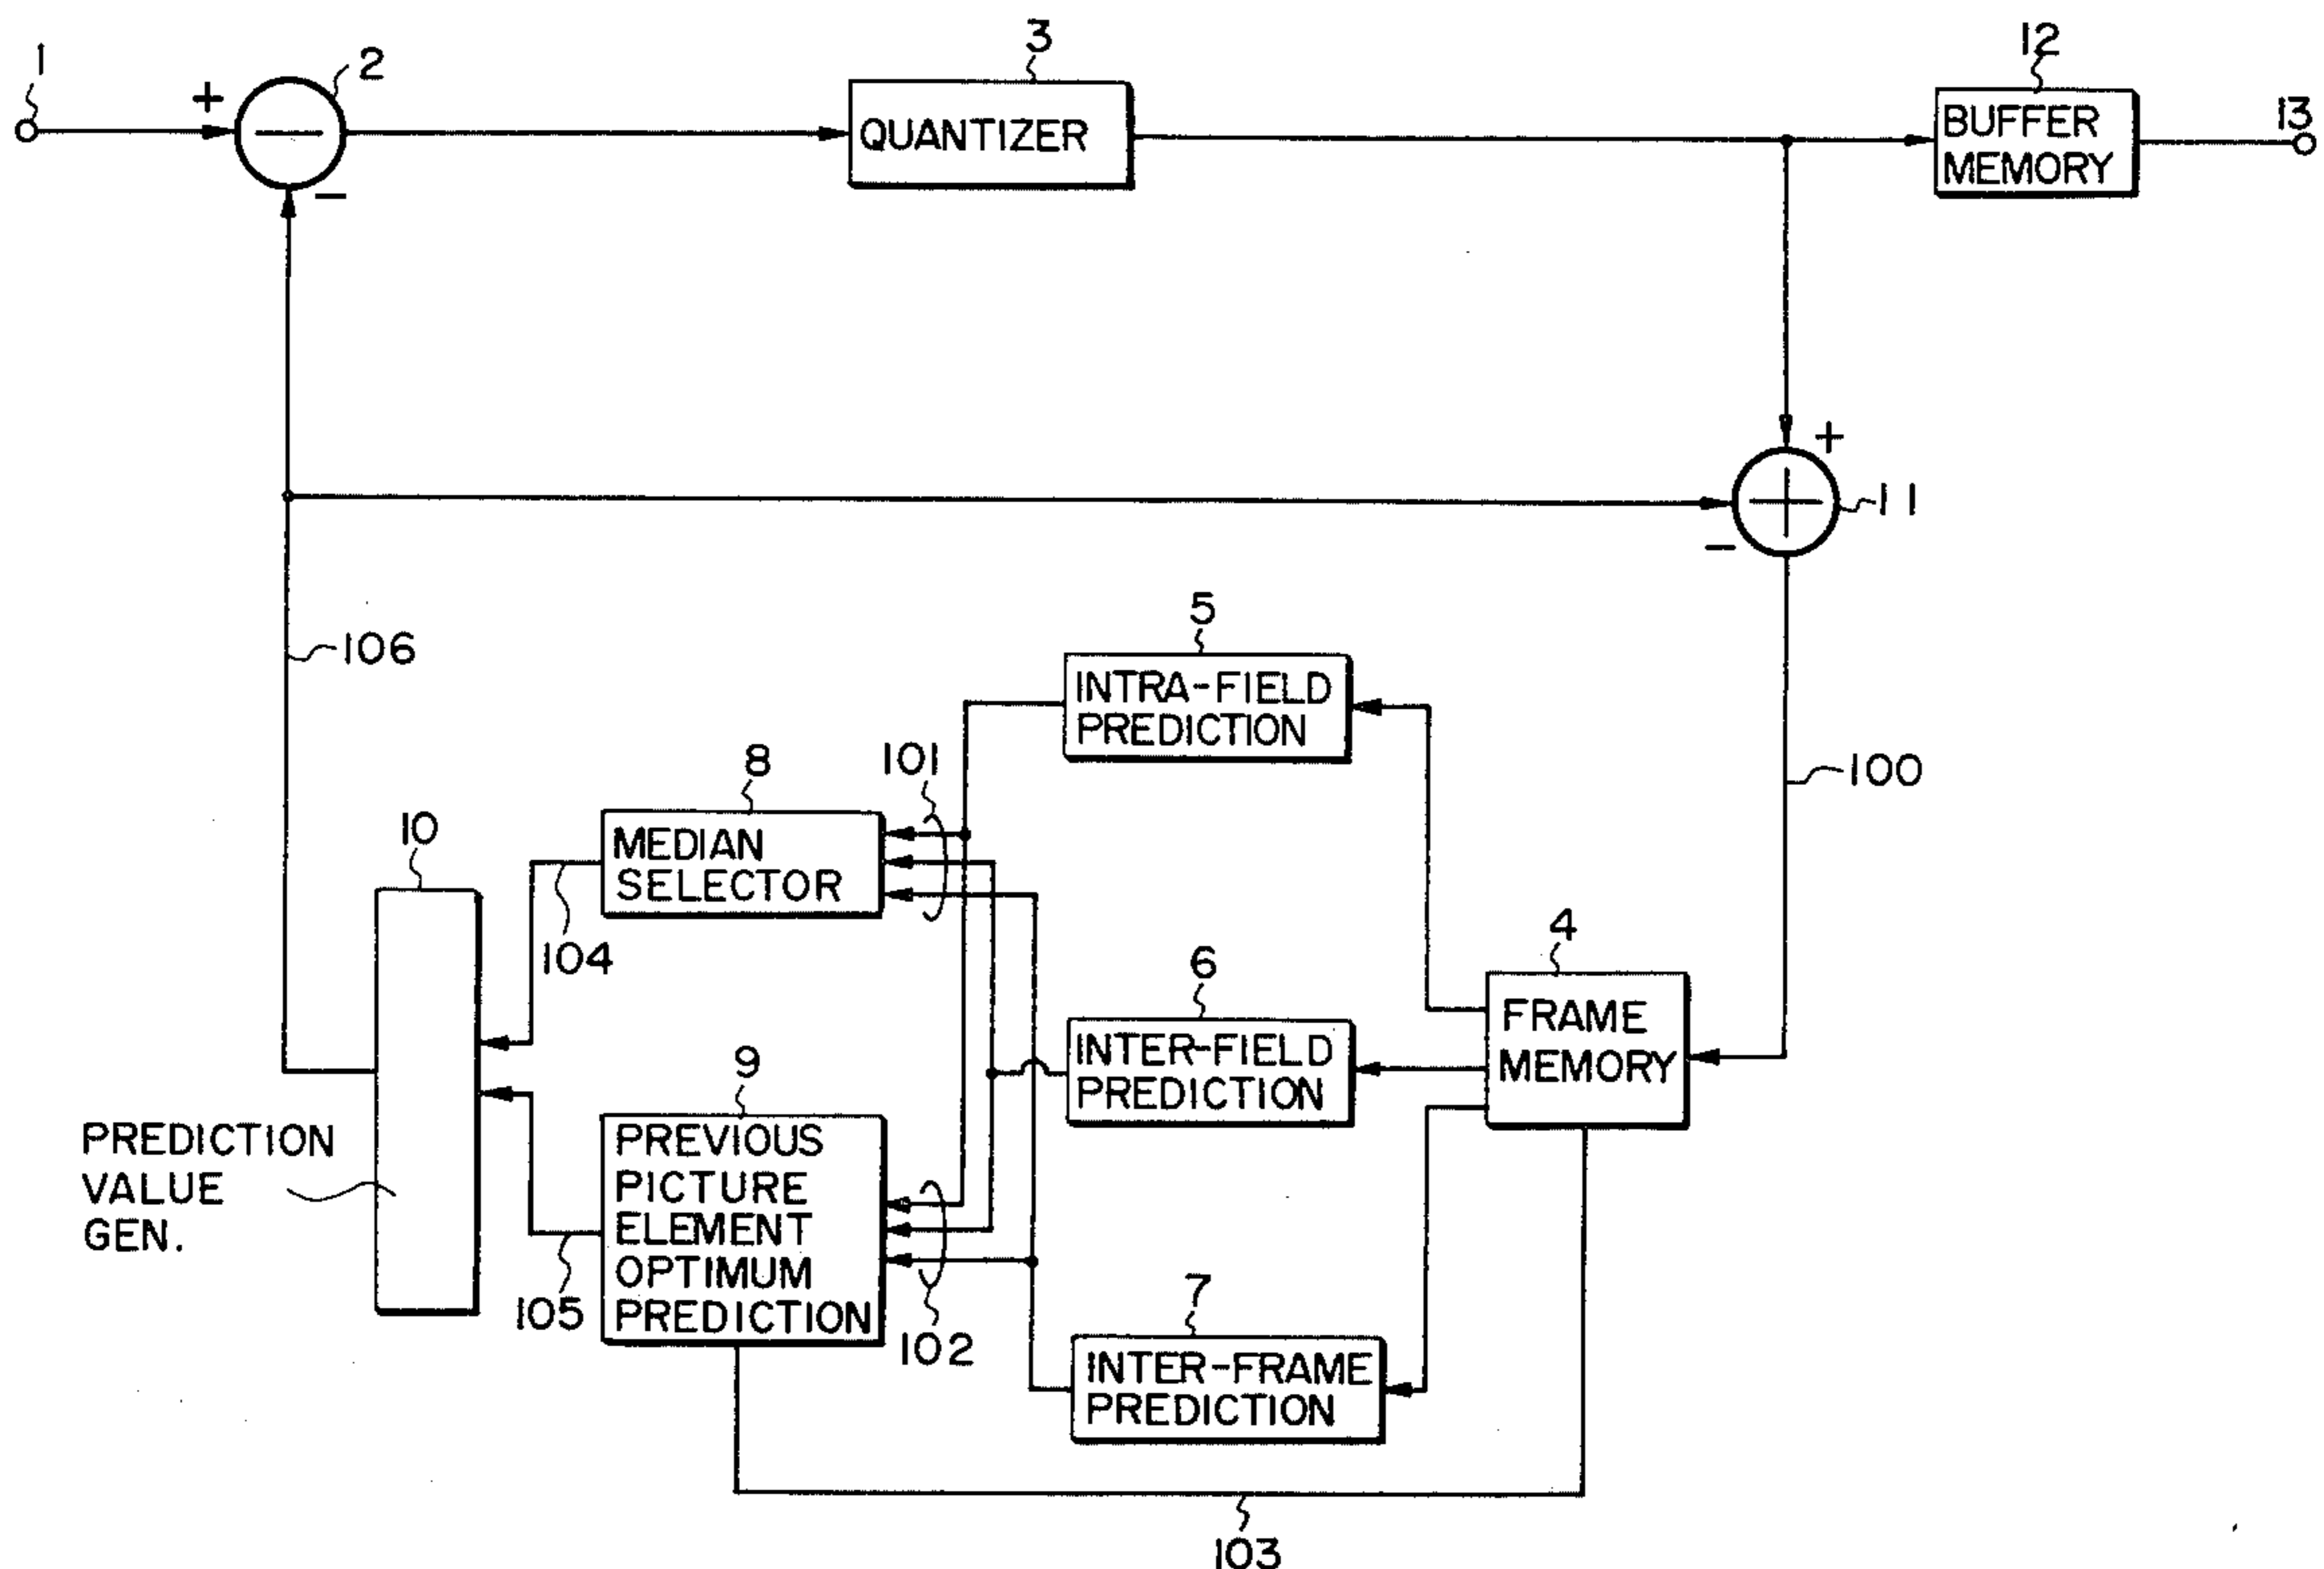 1
2
3
12
13
+
−
QUANTIZER
BUFFER
MEMORY
+
−
11
106
5
INTRA-FIELD
PREDICTION
100
8
101
MEDIAN
SELECTOR
10
104
4
FRAME
MEMORY
6
INTER-FIELD
PREDICTION
9
PREVIOUS
PICTURE
ELEMENT
OPTIMUM
PREDICTION
PREDICTION
VALUE
GEN.
105
102
7
INTER-FRAME
PREDICTION
103